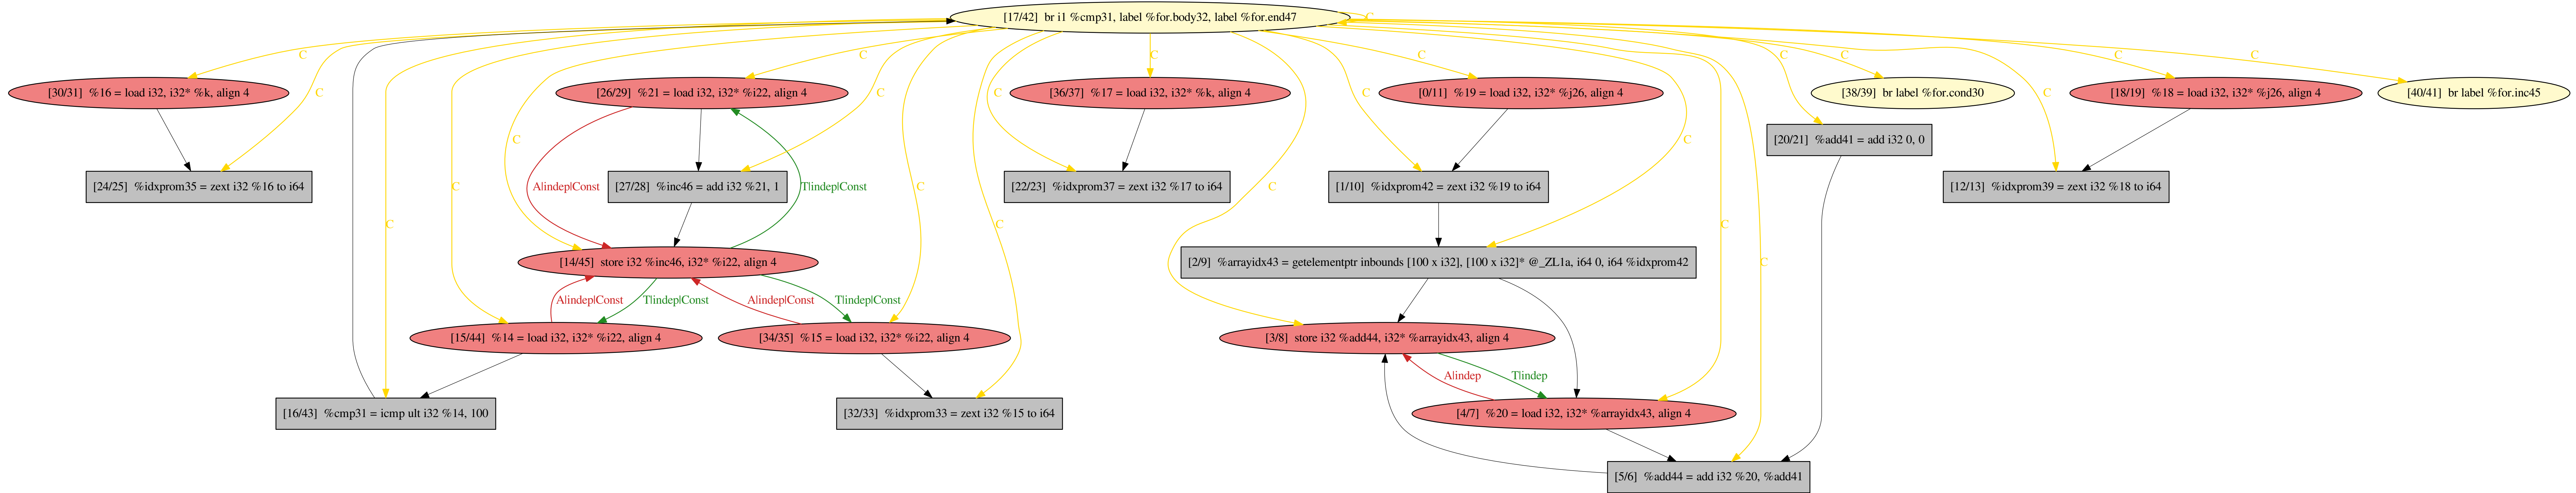 [17/42] br i1 %cmp31, label %for.body32, label %for.end47
C
C
C
C
C
C
C
C
[30/31] %16 = load i32, i32* %k, align 4
C
[26/29] %21 = load i32, i32* %i22, align 4
C
C
[36/37] %17 = load i32, i32* %k, align 4
[0/11] %19 = load i32, i32* %j26, align 4
C
[38/39] br label %for.cond30
C
[18/19] %18 = load i32, i32* %j26, align 4
[40/41] br label %for.inc45
C
C
[20/21] %add41 = add i32 0, 0
[24/25] %idxprom35 = zext i32 %16 to i64
C
A|indep|Const
[27/28] %inc46 = add i32 %21, 1
T|indep|Const
C
[22/23] %idxprom37 = zext i32 %17 to i64
C
[1/10] %idxprom42 = zext i32 %19 to i64
[12/13] %idxprom39 = zext i32 %18 to i64
C
C
C
[14/45] store i32 %inc46, i32* %i22, align 4
[2/9] %arrayidx43 = getelementptr inbounds [100 x i32], [100 x i32]* @_ZL1a, i64 0, i64 %idxprom42
C
A|indep|Const
T|indep|Const
A|indep|Const
T|indep|Const
[15/44] %14 = load i32, i32* %i22, align 4
[34/35] %15 = load i32, i32* %i22, align 4
[3/8] store i32 %add44, i32* %arrayidx43, align 4
A|indep
T|indep
[16/43] %cmp31 = icmp ult i32 %14, 100
[32/33] %idxprom33 = zext i32 %15 to i64
[4/7] %20 = load i32, i32* %arrayidx43, align 4
[5/6] %add44 = add i32 %20, %add41